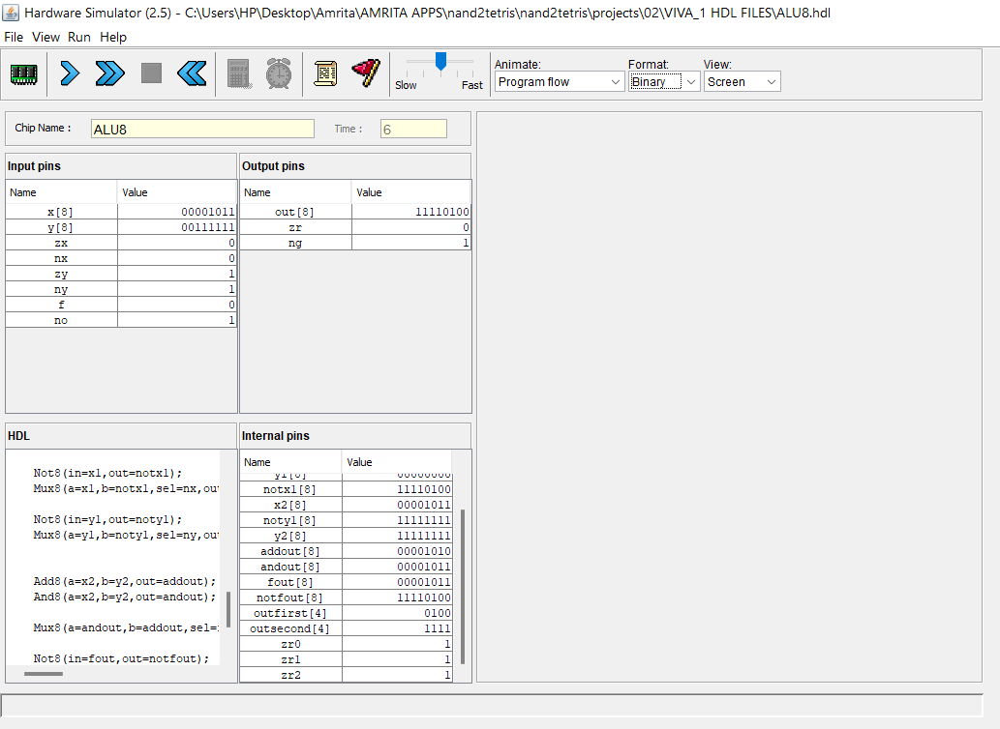 Hardware Simulator (2.5) - C:\Users\HP\Desktop\Amrita\AMRITA APPS\nand2tetris\nand2tetris\projects\02\VIVA_1 HDL FILES\ALU8.hdl
File View Run Help
Slow Fast
Animate: Format: View:
Program flow Binary Screen
Chip Name : ALU8 Time : 6
Input pins
Name Value
x[8] 00001011
y[8] 00111111
zx 0
nx 0
zy 1
ny 1
f 0
no 1
Output pins
Name Value
out[8] 11110100
zr 0
ng 1
HDL
Not8(in=x1,out=notx1);
Mux8(a=x1,b=notx1,sel=nx,ou
Not8(in=y1,out=noty1);
Mux8(a=y1,b=noty1,sel=ny,ou
Add8(a=x2,b=y2,out=addout);
And8(a=x2,b=y2,out=andout);
Mux8(a=andout,b=addout,sel=
Not8(in=fout,out=notfout);
Internal pins
Name Value
y1[8] 00000000
notx1[8] 11110100
x2[8] 00001011
noty1[8] 11111111
y2[8] 11111111
addout[8] 00001010
andout[8] 00001011
fout[8] 00001011
notfout[8] 11110100
outfirst[4] 0100
outsecond[4] 1111
zr0 1
zr1 1
zr2 1